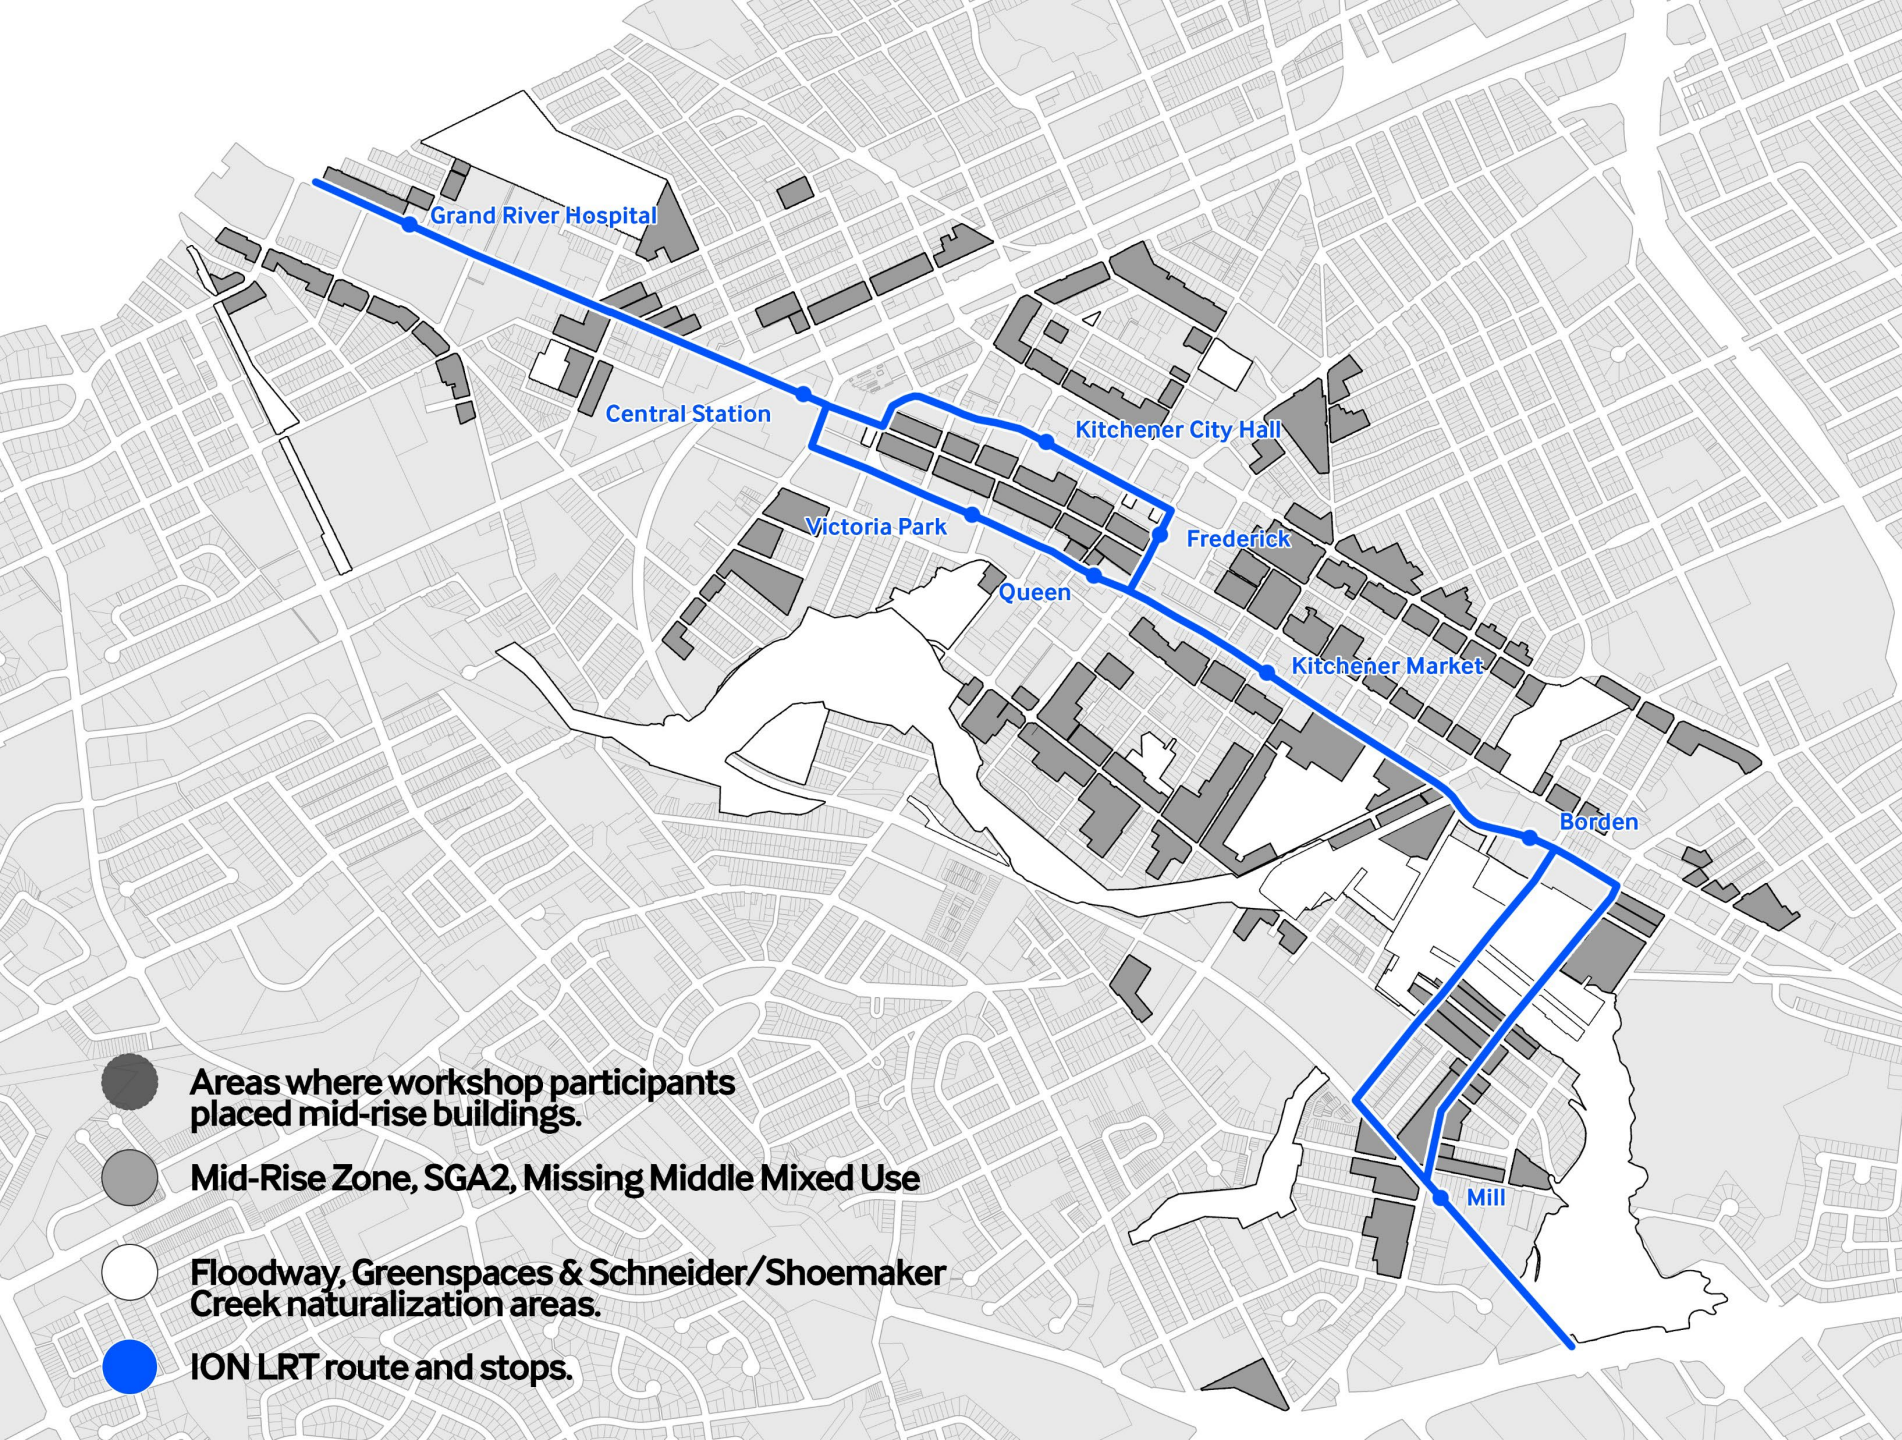 Grand River Hospital
Central Station
Kitchener City Hall
Victoria Park
Frederick
Queen
Kitchener Market
Borden
Mill
Areas where workshop participants
placed mid-rise buildings.
Mid-Rise Zone, SGA2, Missing Middle Mixed Use
Floodway, Greenspaces & Schneider/Shoemaker
Creek naturalization areas.
ION LRT route and stops.